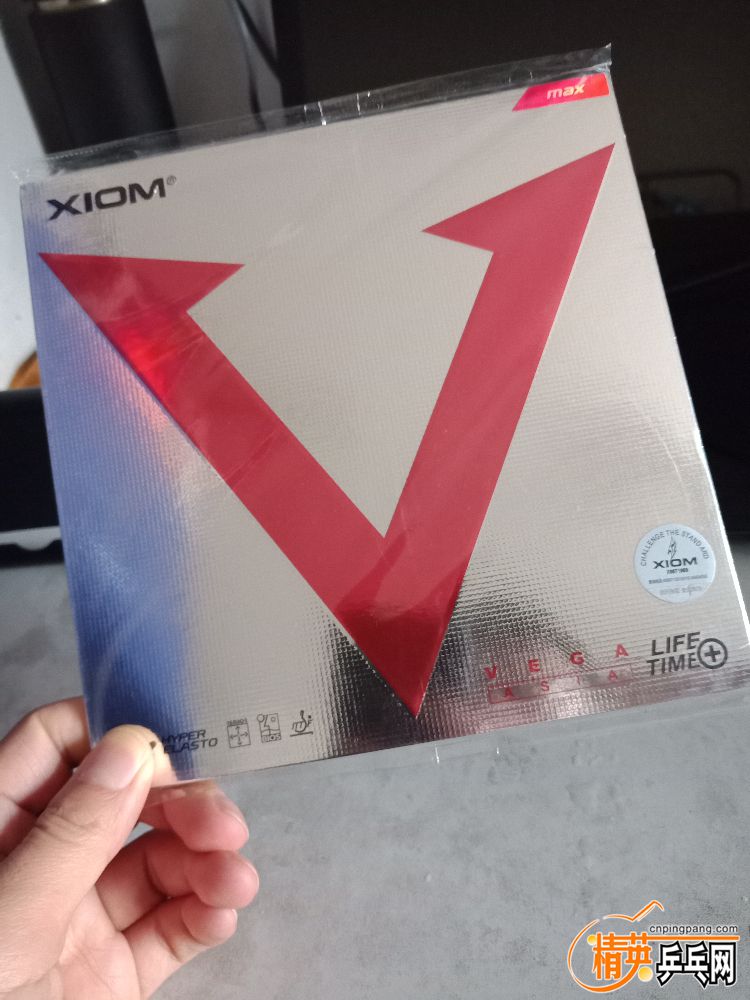 max
XIOM®
CHALLENGE THE STANDARD
XIOM
VEGA
ASIA
LIFE
TIME+
HYPER
ELASTO
cnpingpang.com
精英乒乓网